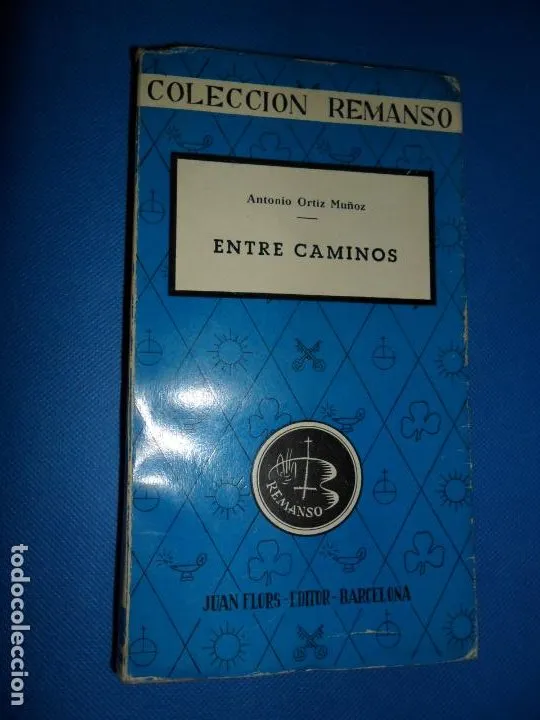 COLECCION REMANSO
Antonio Ortiz Muñoz
ENTRE CAMINOS
REMANSO
JUAN FLORS-EDITOR-BARCELONA
todocoleccion